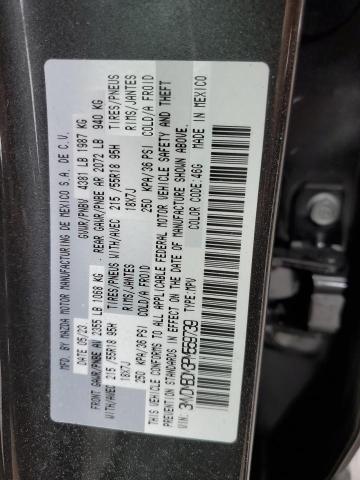 MFD. BY MAZDA MOTOR MANUFACTURING DE MEXICO S.A. DE C.V.
DATE: 05/23 GVWR/PNBV 4381 LB 1987 KG
FRONT GAWR/PNBE AV 2355 LB 1068 KG - REAR GAWR/PNBE AR 2072 LB 940 KG
WITH/AVEC 215/55R18 95H TIRES/PNEUS WITH/AVEC 215/55R18 95H TIRES/PNEUS
18X7J RIMS/JANTES 18X7J RIMS/JANTES
250 KPA/36 PSI COLD/A FROID 250 KPA/36 PSI COLD/A FROID
THIS VEHICLE CONFORMS TO ALL APPLICABLE FEDERAL MOTOR VEHICLE SAFETY AND THEFT
PREVENTION STANDARDS IN EFFECT ON THE DATE OF MANUFACTURE SHOWN ABOVE.
VIN: TYPE: MPV COLOR CODE: 46G MADE IN MEXICO